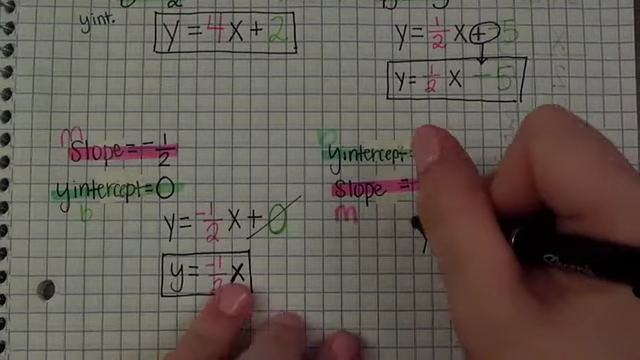 yint.
y = 4x + 2
y = 1/2 x + 5
y = 1/2 x - 5
m
slope = - 1/2
y intercept = 0
b
y = -1/2 x + 0
y = -1/2 x
y intercept =
slope =
m
y